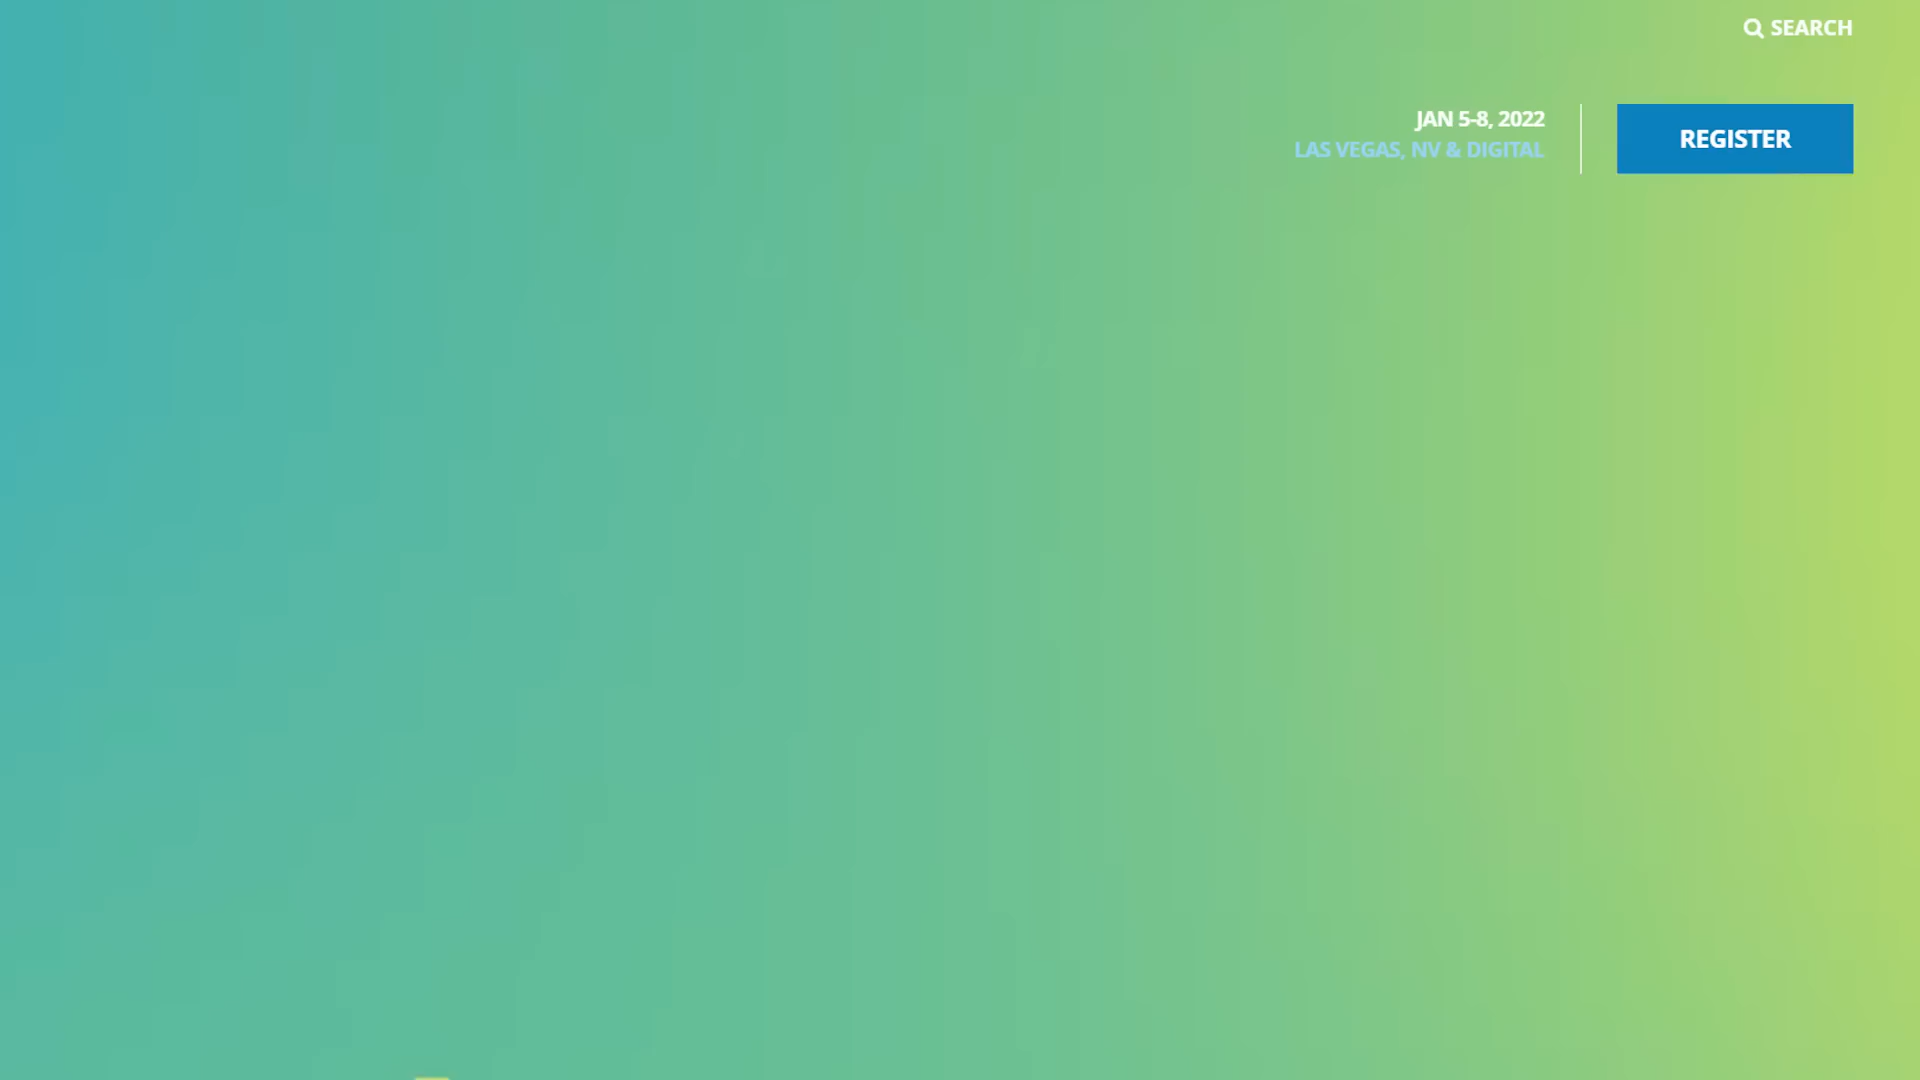 SEARCH
JAN 5-8, 2022
LAS VEGAS, NV & DIGITAL
REGISTER